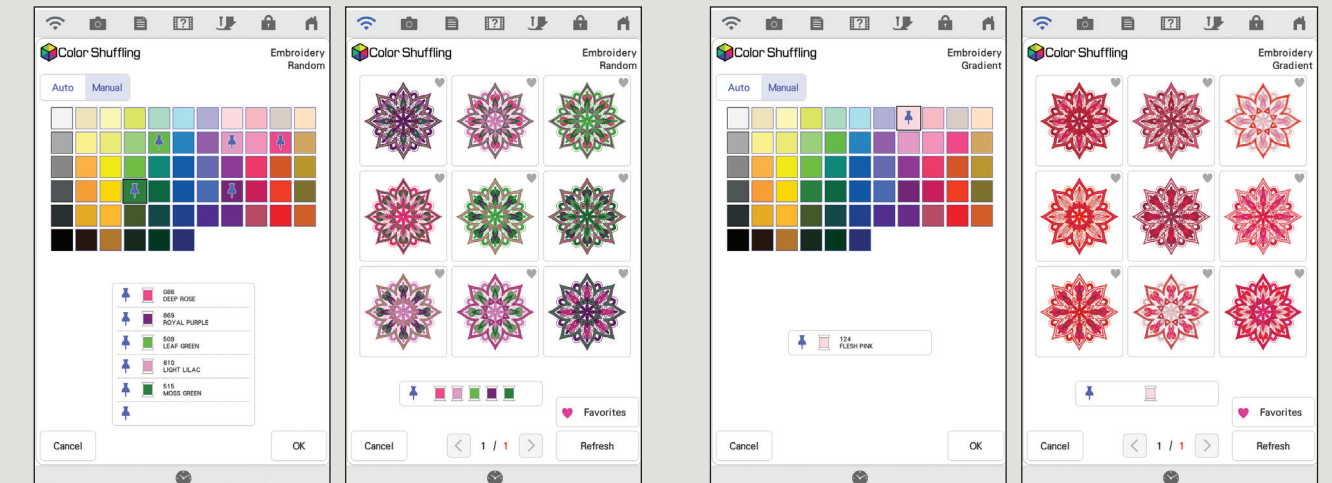 Color Shuffling
Embroidery
Random
Auto
Manual
086
DEEP ROSE
869
ROYAL PURPLE
509
LEAF GREEN
810
LIGHT LILAC
515
MOSS GREEN
Cancel
OK
Color Shuffling
Embroidery
Random
Favorites
Cancel
< 1 / 1 >
Refresh
Color Shuffling
Embroidery
Gradient
Auto
Manual
124
FLESH PINK
Cancel
OK
Color Shuffling
Embroidery
Gradient
Favorites
Cancel
< 1 / 1 >
Refresh